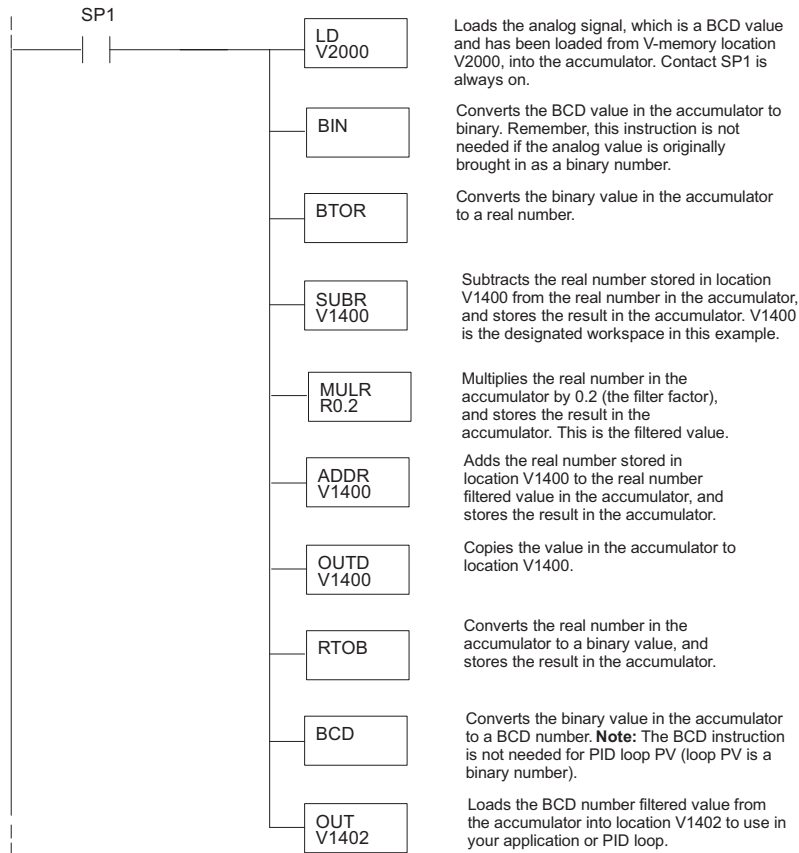 SP1
LD
V2000
Loads the analog signal, which is a BCD value
and has been loaded from V-memory location
V2000, into the accumulator. Contact SP1 is
always on.
BIN
Converts the BCD value in the accumulator to
binary. Remember, this instruction is not
needed if the analog value is originally
brought in as a binary number.
BTOR
Converts the binary value in the accumulator
to a real number.
SUBR
V1400
Subtracts the real number stored in location
V1400 from the real number in the accumulator,
and stores the result in the accumulator. V1400
is the designated workspace in this example.
MULR
R0.2
Multiplies the real number in the
accumulator by 0.2 (the filter factor),
and stores the result in the
accumulator. This is the filtered value.
ADDR
V1400
Adds the real number stored in
location V1400 to the real number
filtered value in the accumulator, and
stores the result in the accumulator.
OUTD
V1400
Copies the value in the accumulator to
location V1400.
RTOB
Converts the real number in the
accumulator to a binary value, and
stores the result in the accumulator.
BCD
Converts the binary value in the accumulator
to a BCD number. Note: The BCD instruction
is not needed for PID loop PV (loop PV is a
binary number).
OUT
V1402
Loads the BCD number filtered value from
the accumulator into location V1402 to use in
your application or PID loop.